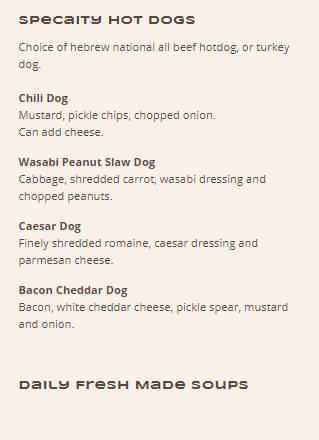 Specailty Hot Dogs
Choice of hebrew national all beef hotdog, or turkey
dog.
Chili Dog
Mustard, pickle chips, chopped onion.
Can add cheese.
Wasabi Peanut Slaw Dog
Cabbage, shredded carrot, wasabi dressing and
chopped peanuts.
Caesar Dog
Finely shredded romaine, caesar dressing and
parmesan cheese.
Bacon Cheddar Dog
Bacon, white cheddar cheese, pickle spear, mustard
and onion.
Daily Fresh Made Soups